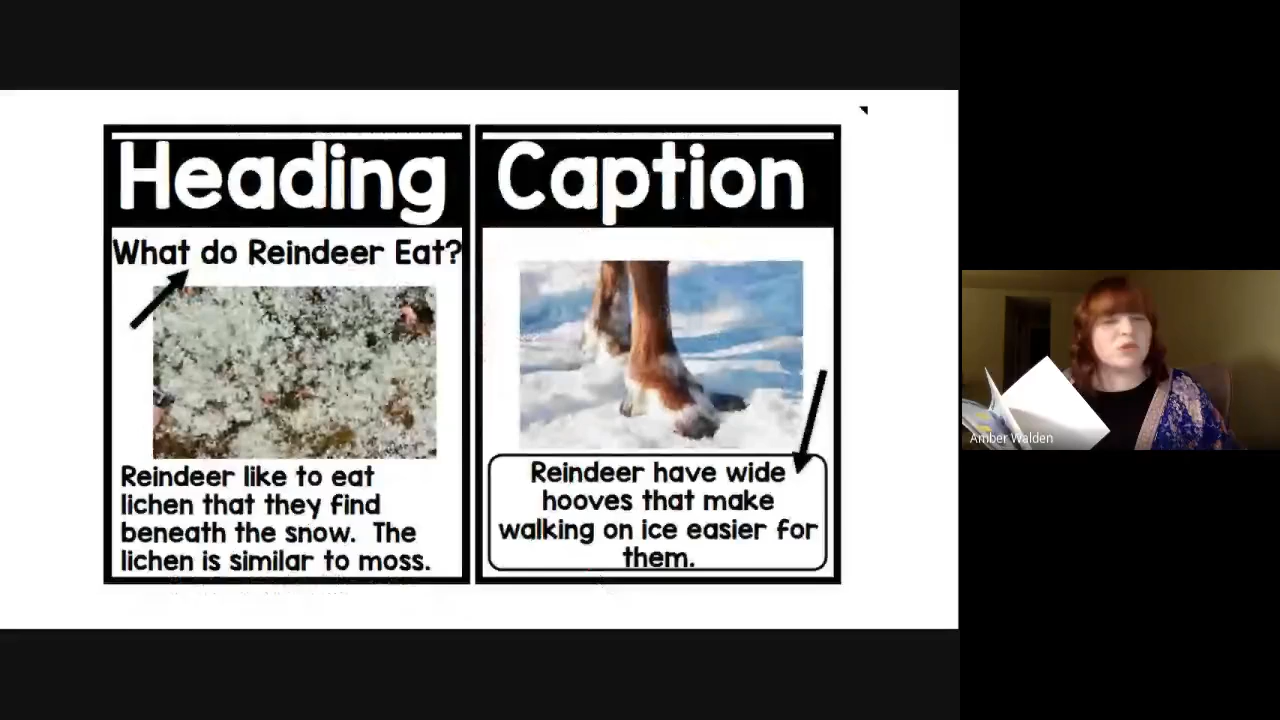 Heading
What do Reindeer Eat?
Reindeer like to eat
lichen that they find
beneath the snow.  The
lichen is similar to moss.
Caption
Reindeer have wide
hooves that make
walking on ice easier for
them.
Amber Walden